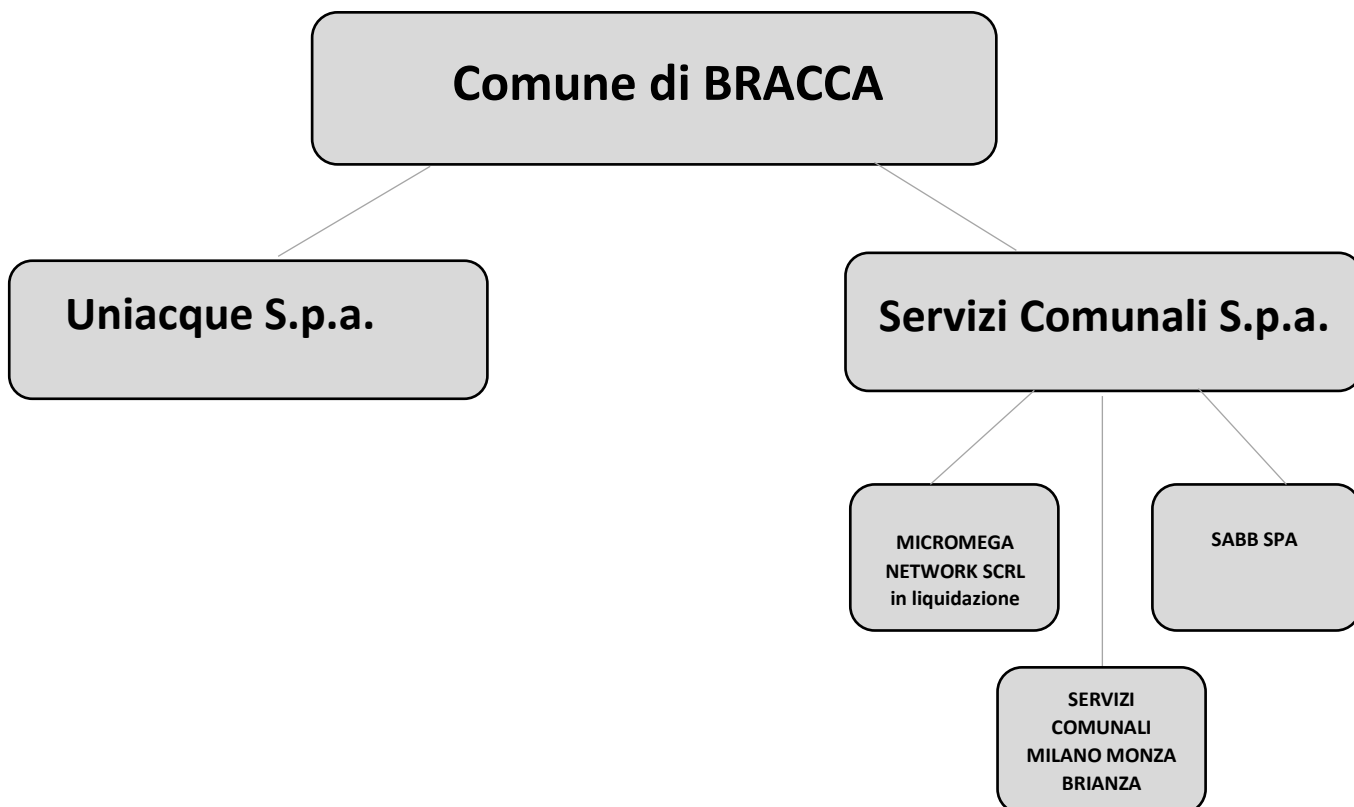 Comune di BRACCA
Uniacque S.p.a.
Servizi Comunali S.p.a.
MICROMEGA
NETWORK SCRL
in liquidazione
SABB SPA
SERVIZI
COMUNALI
MILANO MONZA
BRIANZA